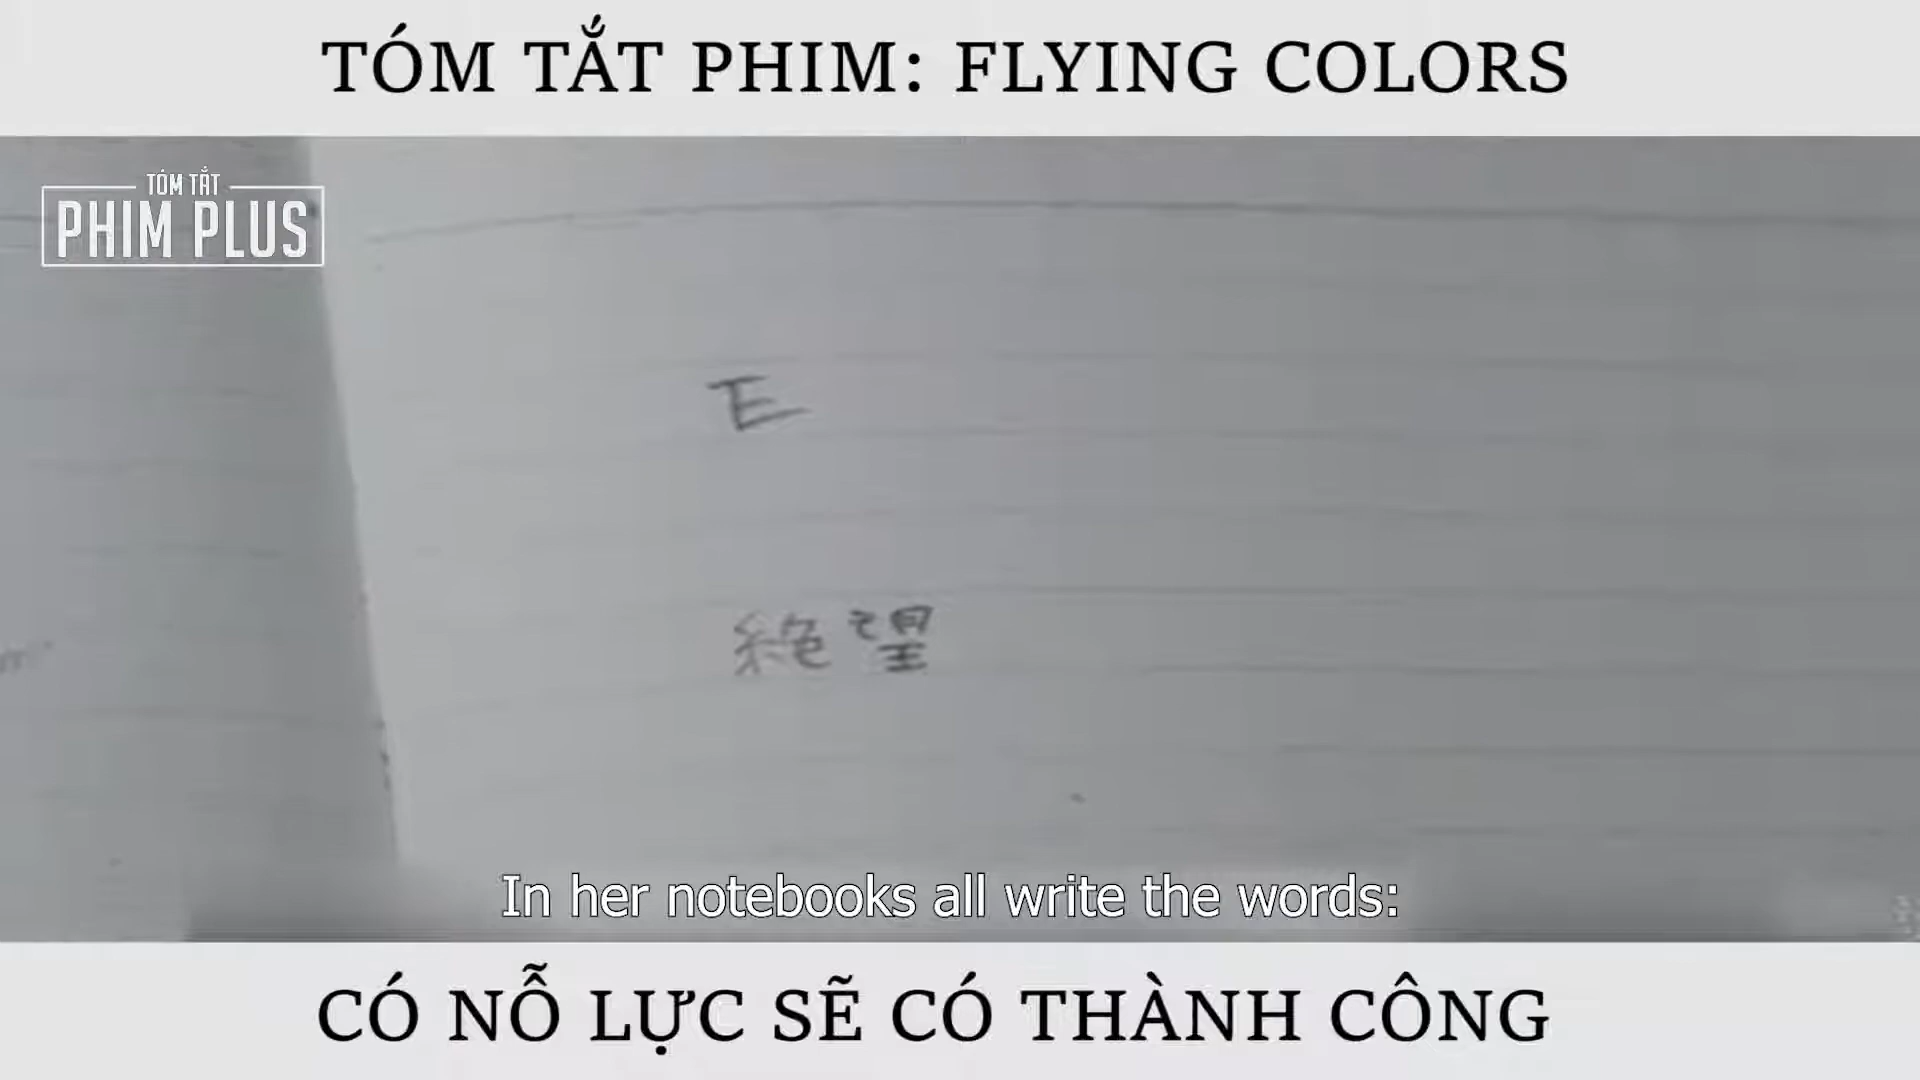 TÓM TẮT PHIM: FLYING COLORS
TÓM TẮT
PHIM PLUS
E
絶望
In her notebooks all write the words:
CÓ NỖ LỰC SẼ CÓ THÀNH CÔNG